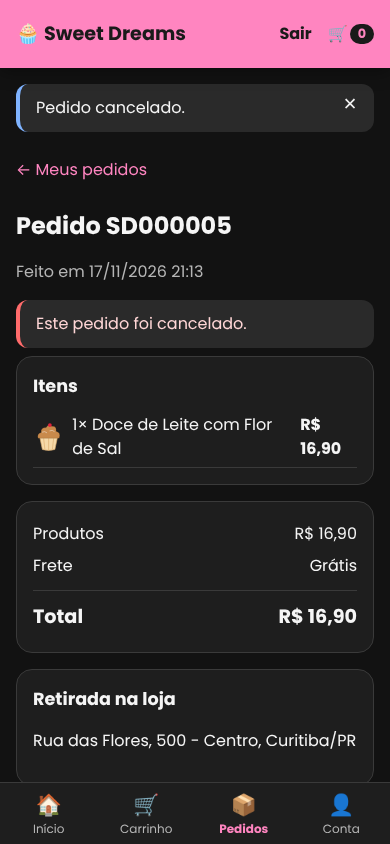 Sweet Dreams
Sair
0
Pedido cancelado.
×
← Meus pedidos
Pedido SD000005
Feito em 17/11/2026 21:13
Este pedido foi cancelado.
Itens
1× Doce de Leite com Flor
de Sal
R$
16,90
Produtos R$ 16,90
Frete Grátis
Total R$ 16,90
Retirada na loja
Rua das Flores, 500 - Centro, Curitiba/PR
Início Carrinho Pedidos Conta